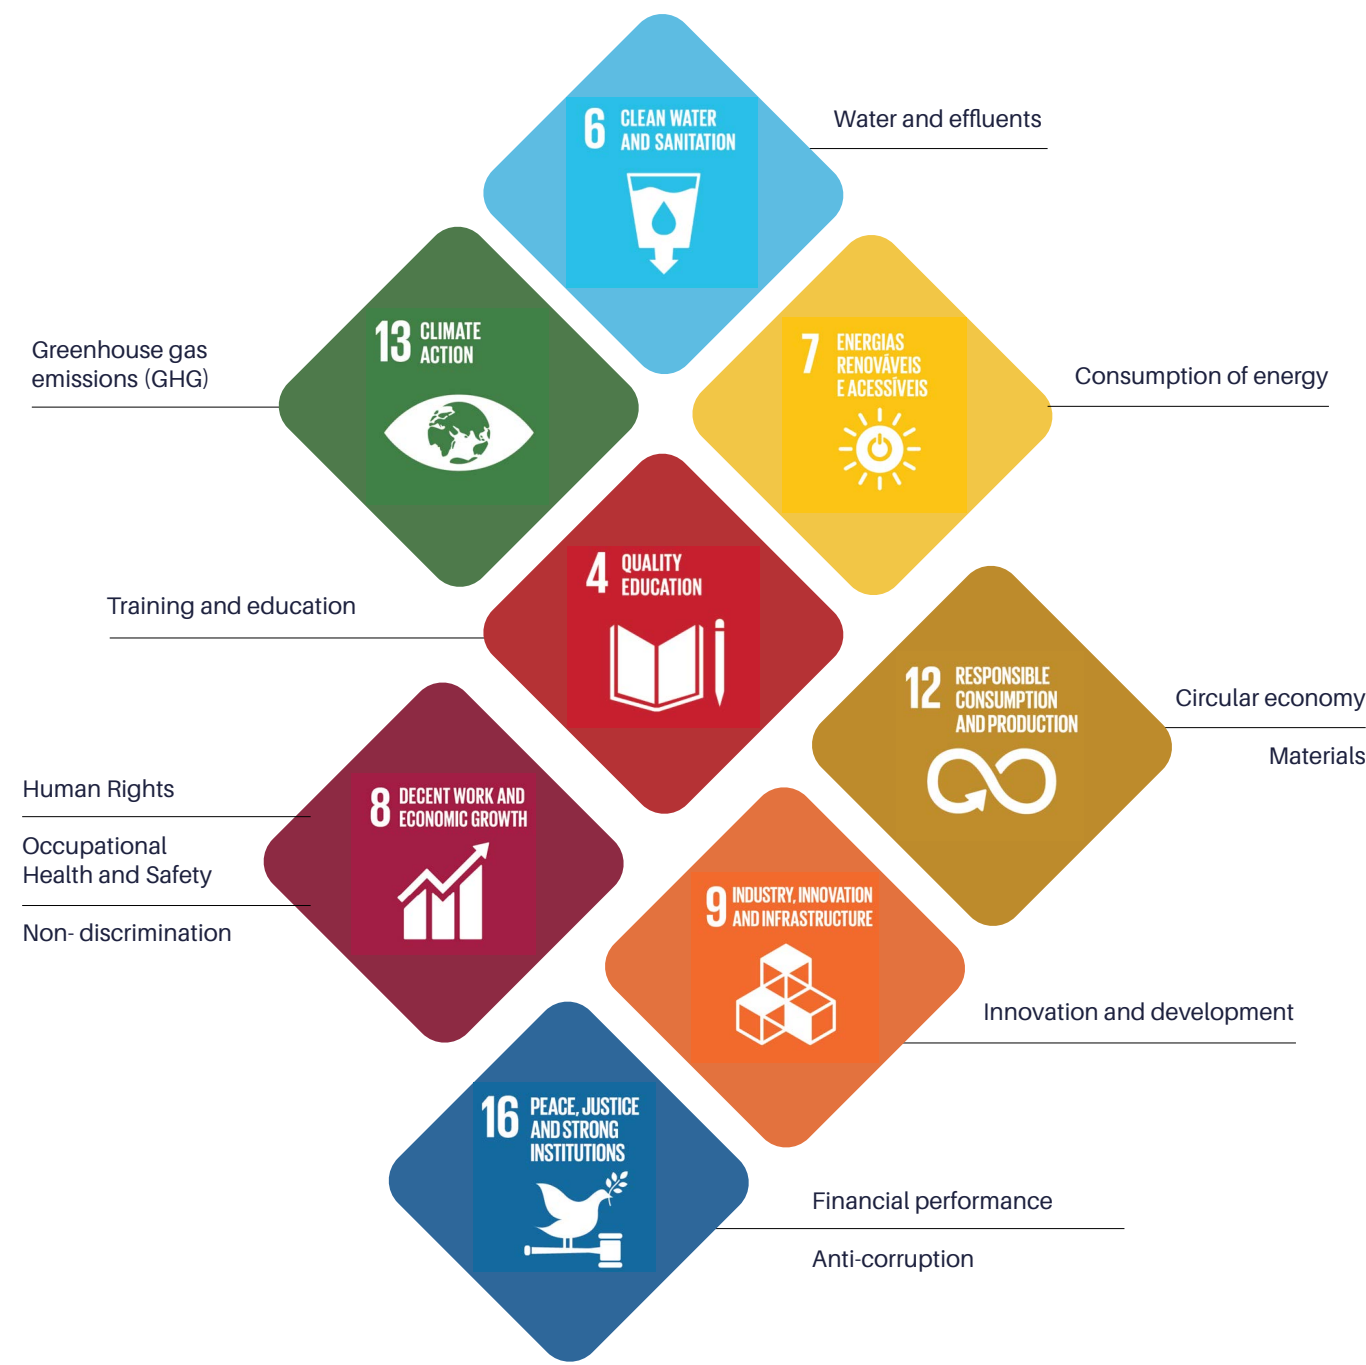 6
CLEAN WATER
AND SANITATION
Water and effluents
13
CLIMATE
ACTION
Greenhouse gas
emissions (GHG)
7
ENERGIAS
RENOVÁVEIS
E ACESSÍVEIS
Consumption of energy
4
QUALITY
EDUCATION
Training and education
12
RESPONSIBLE
CONSUMPTION
AND PRODUCTION
Circular economy
Materials
8
DECENT WORK AND
ECONOMIC GROWTH
Human Rights
Occupational
Health and Safety
Non- discrimination
9
INDUSTRY, INNOVATION
AND INFRASTRUCTURE
Innovation and development
16
PEACE, JUSTICE
AND STRONG
INSTITUTIONS
Financial performance
Anti-corruption